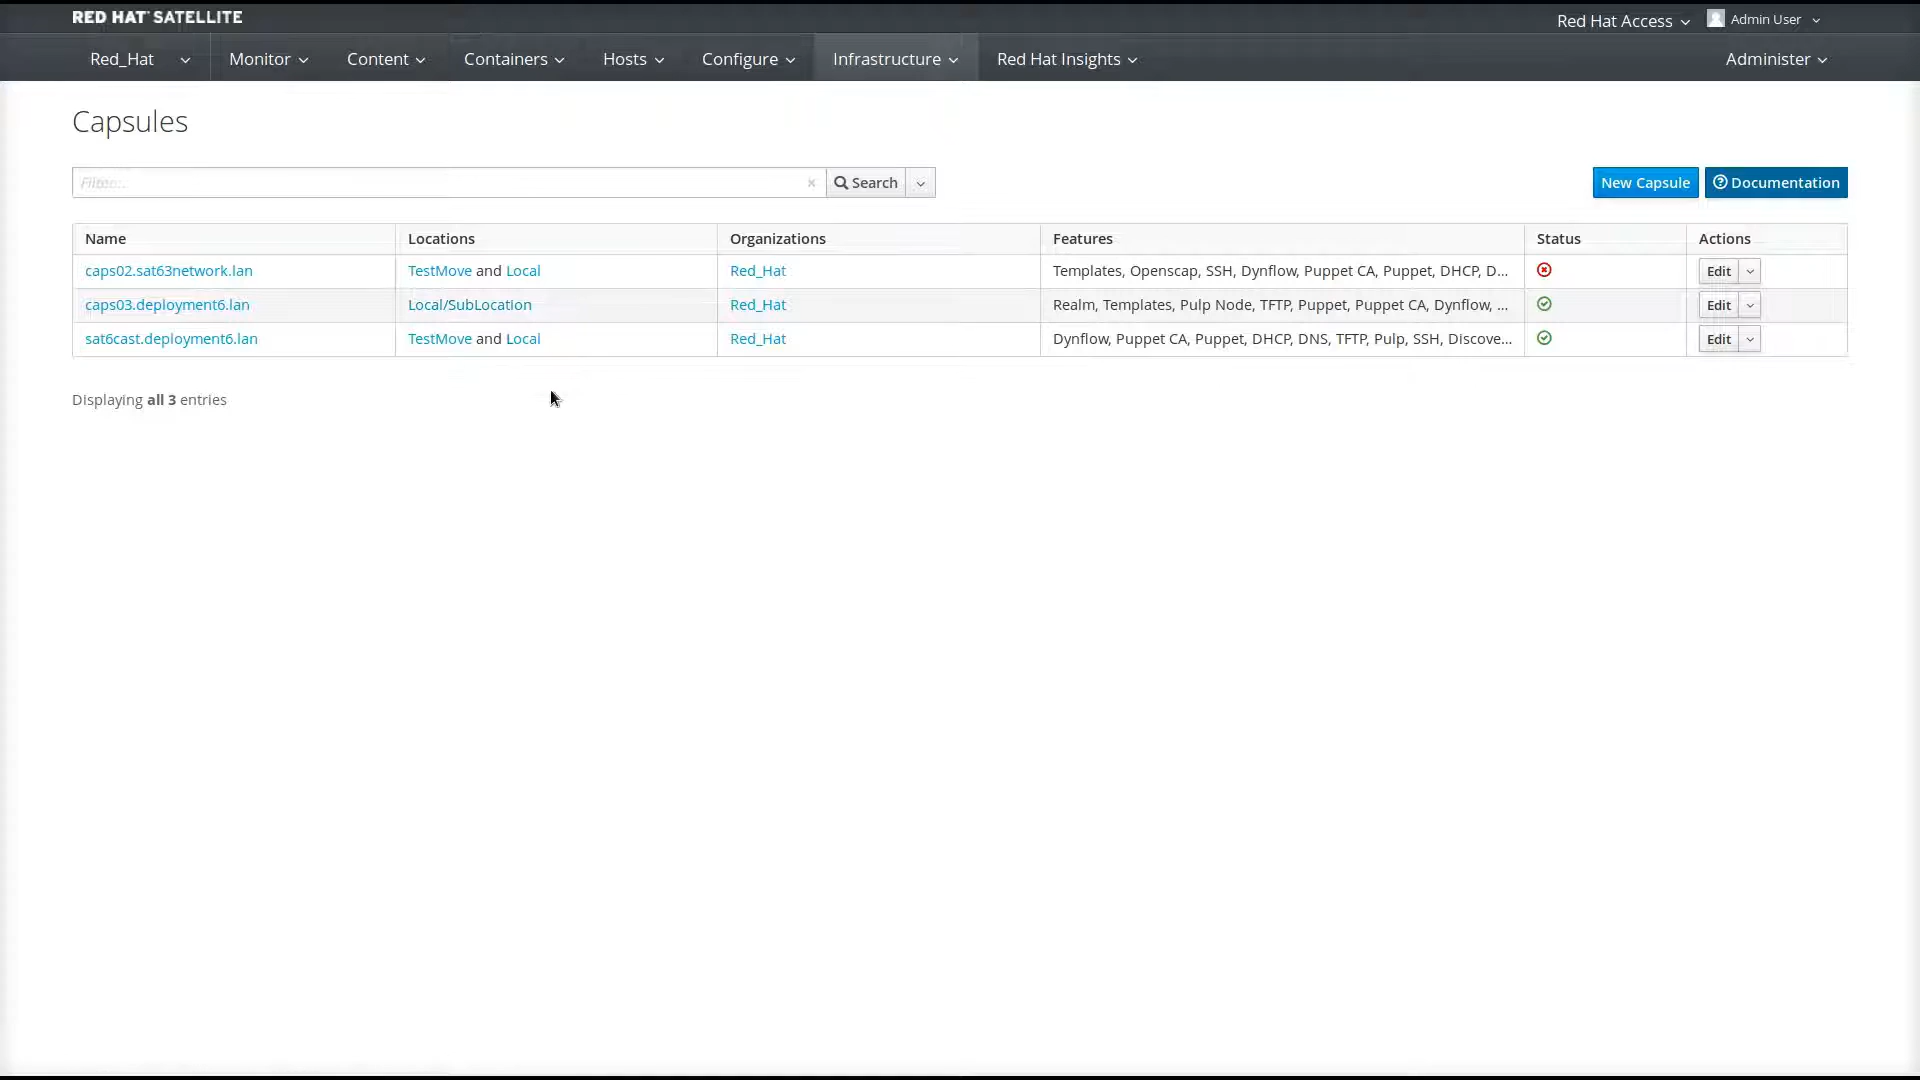 RED HAT SATELLITE
Red Hat Access
Admin User
Red_Hat
Monitor
Content
Containers
Hosts
Configure
Infrastructure
Red Hat Insights
Administer
Capsules
Filter...
× Search
New Capsule
Documentation
Name Locations Organizations Features Status Actions
caps02.sat63network.lan TestMove and Local Red_Hat Templates, Openscap, SSH, Dynflow, Puppet CA, Puppet, DHCP, D... Edit
caps03.deployment6.lan Local/SubLocation Red_Hat Realm, Templates, Pulp Node, TFTP, Puppet, Puppet CA, Dynflow, ... Edit
sat6cast.deployment6.lan TestMove and Local Red_Hat Dynflow, Puppet CA, Puppet, DHCP, DNS, TFTP, Pulp, SSH, Discove... Edit
Displaying all 3 entries